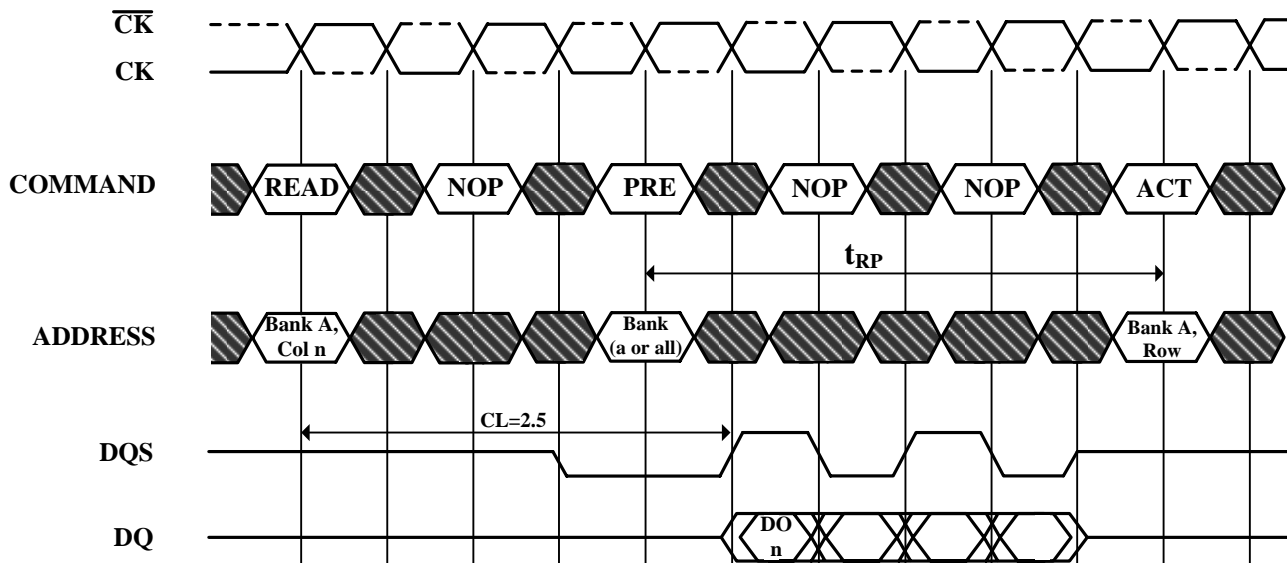 C̅K̅
CK
COMMAND
READ
NOP
PRE
NOP
NOP
ACT
tRP
ADDRESS
Bank A,
Col n
Bank
(a or all)
Bank A,
Row
CL=2.5
DQS
DQ
DO
n